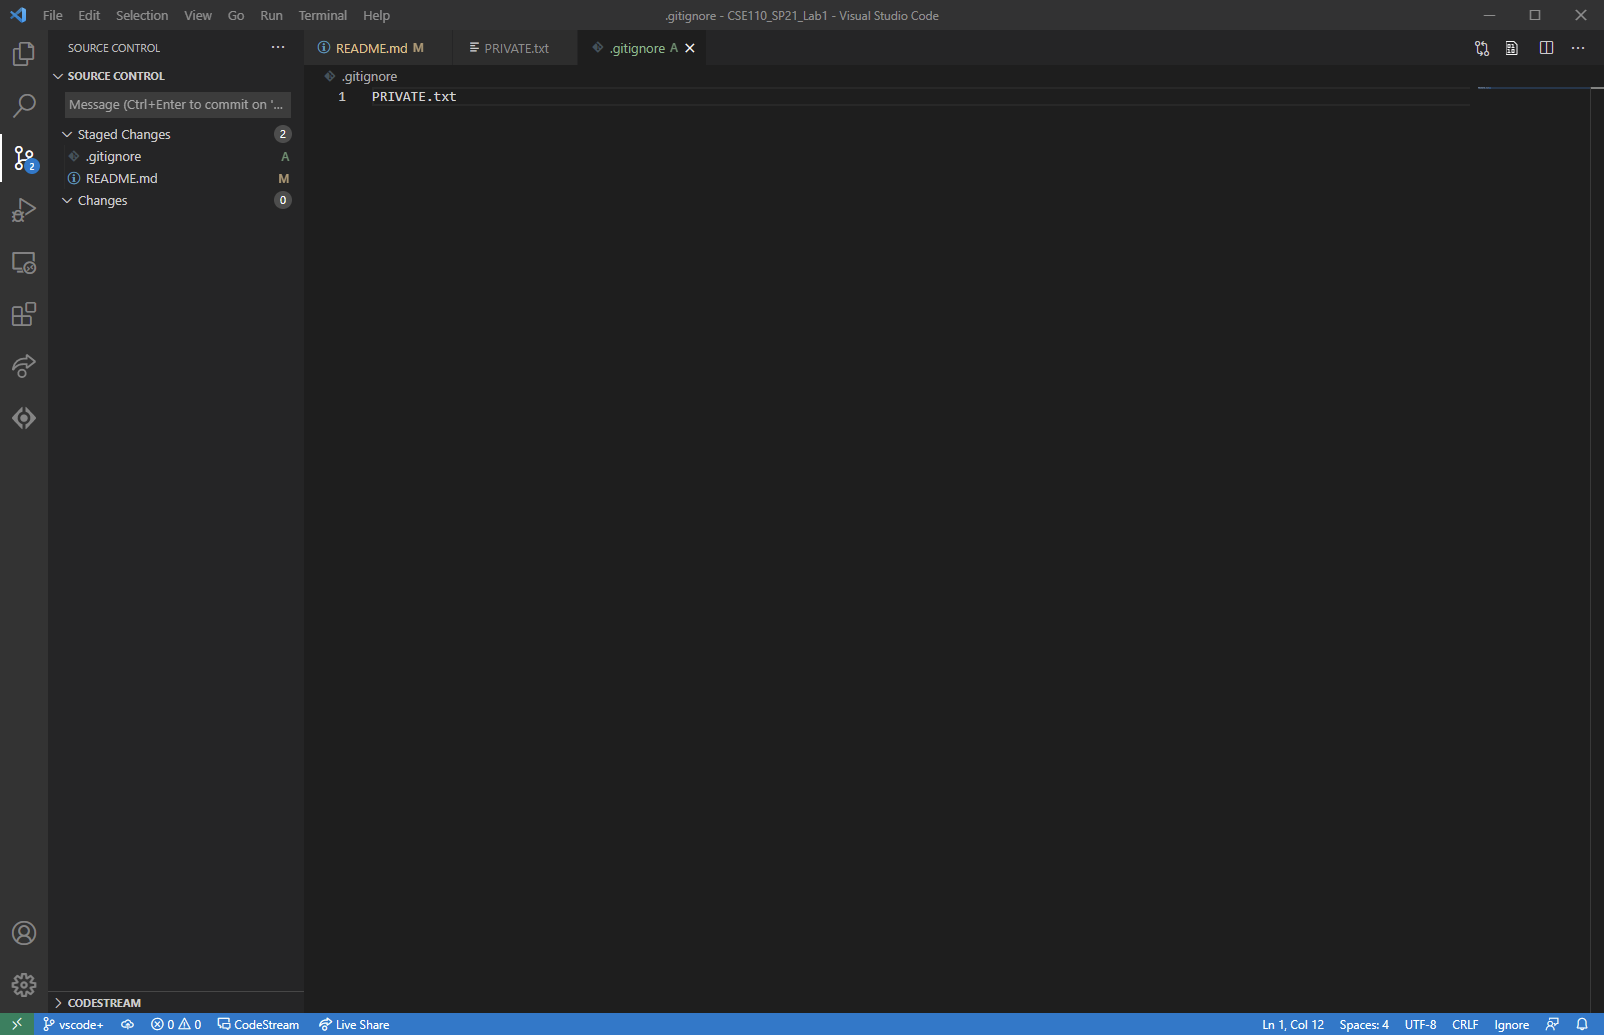 File Edit Selection View Go Run Terminal Help .gitignore - CSE110_SP21_Lab1 - Visual Studio Code
SOURCE CONTROL ···
README.md M PRIVATE.txt .gitignore A
SOURCE CONTROL
.gitignore
Message (Ctrl+Enter to commit on '...
1 PRIVATE.txt
Staged Changes 2
.gitignore A
2
README.md M
Changes 0
CODESTREAM
vscode+ 0 0 CodeStream Live Share Ln 1, Col 12 Spaces: 4 UTF-8 CRLF Ignore